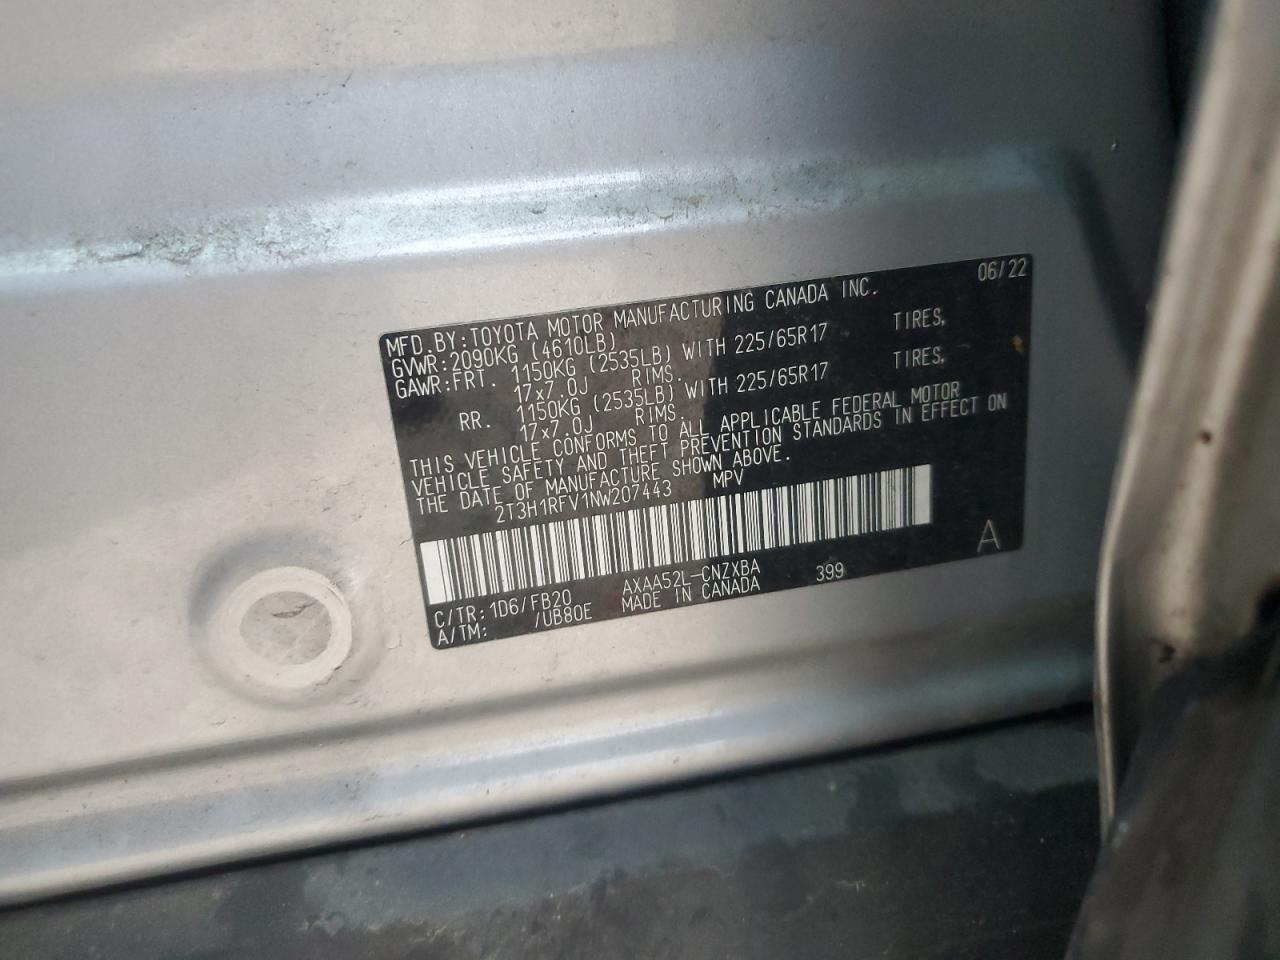 06/22
MFD.BY:TOYOTA MOTOR MANUFACTURING CANADA INC.
GVWR:2090KG (4610LB)
GAWR:FRT. 1150KG (2535LB) WITH 225/65R17 TIRES,
17x7.0J RIMS.
RR. 1150KG (2535LB) WITH 225/65R17 TIRES,
17x7.0J RIMS.
THIS VEHICLE CONFORMS TO ALL APPLICABLE FEDERAL MOTOR
VEHICLE SAFETY AND THEFT PREVENTION STANDARDS IN EFFECT ON
THE DATE OF MANUFACTURE SHOWN ABOVE.
2T3H1RFV1NW207443 MPV
C/TR:1D6/FB20 AXAA52L-CNZXBA 399 A
A/TM: /UB80E MADE IN CANADA